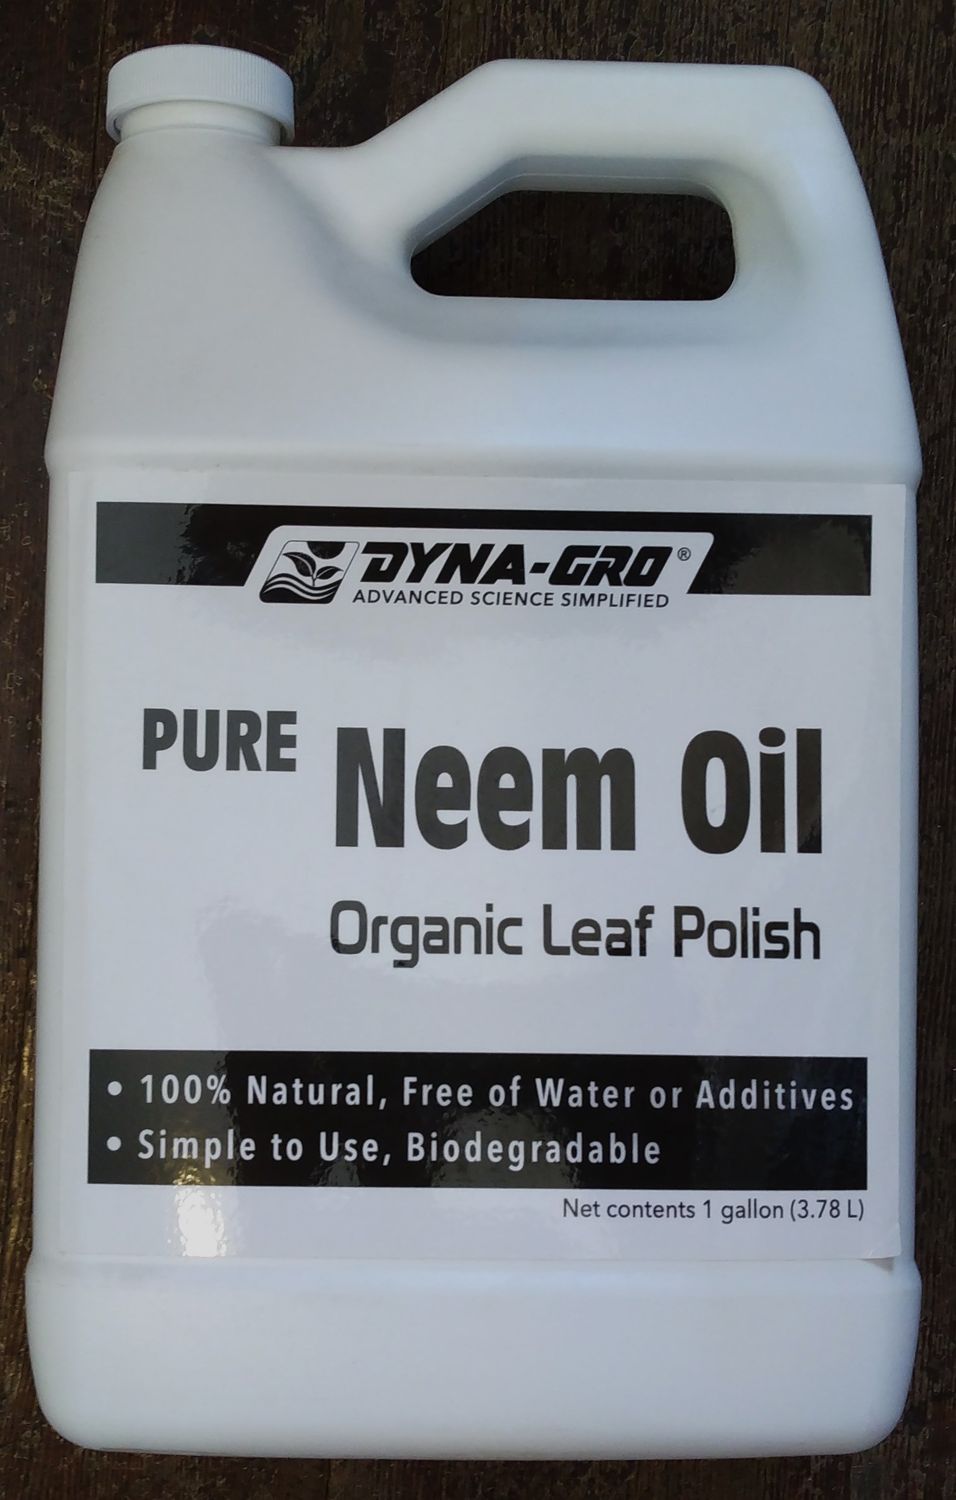 DYNA-GRO®
ADVANCED SCIENCE SIMPLIFIED
PURE Neem Oil
Organic Leaf Polish
• 100% Natural, Free of Water or Additives
• Simple to Use, Biodegradable
Net contents 1 gallon (3.78 L)